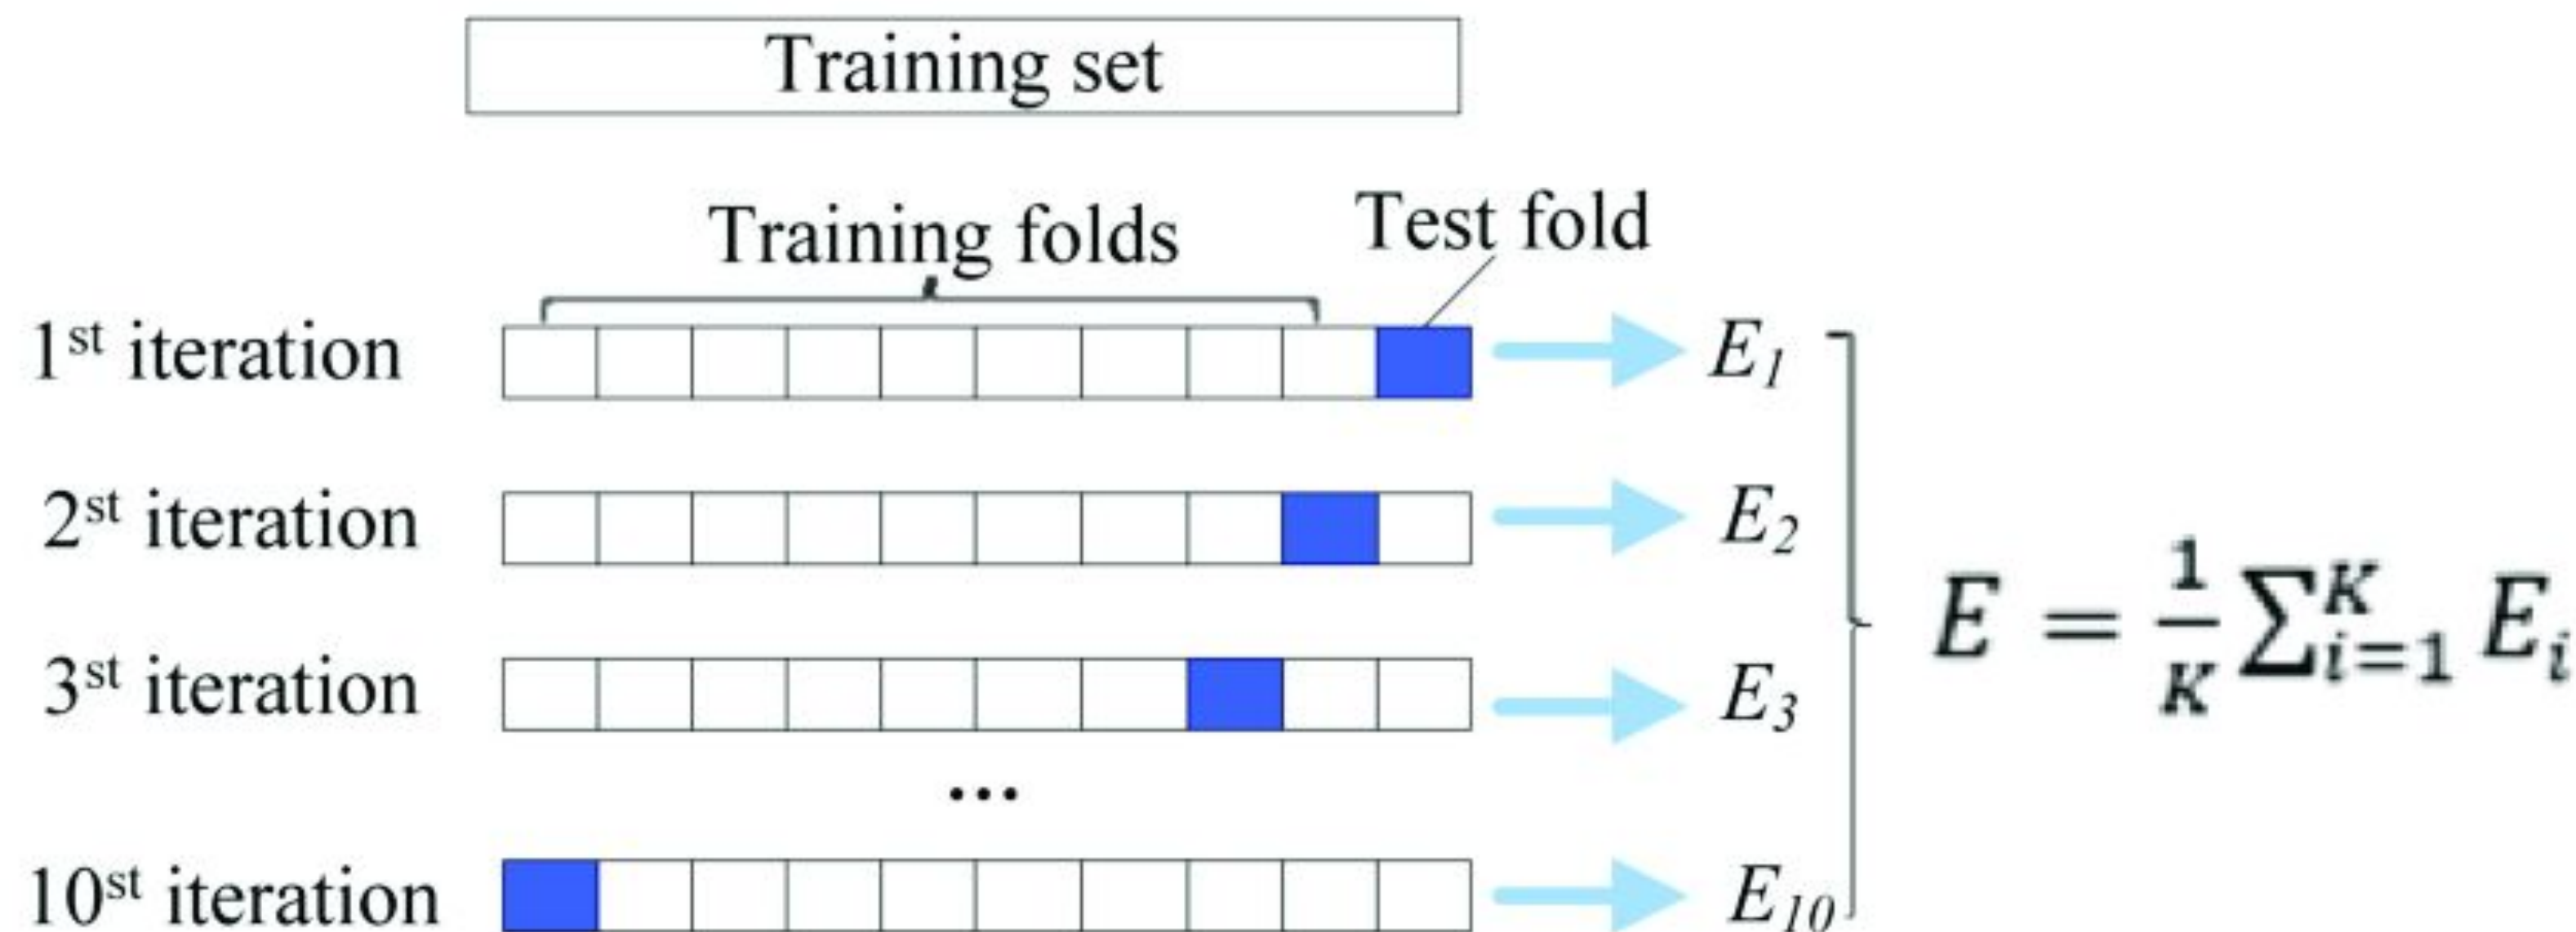 Training set
Training folds
Test fold
1st iteration
E1
2st iteration
E2
3st iteration
E3
...
10st iteration
E10
E = 1/K ∑_{i=1}^{K} E_i